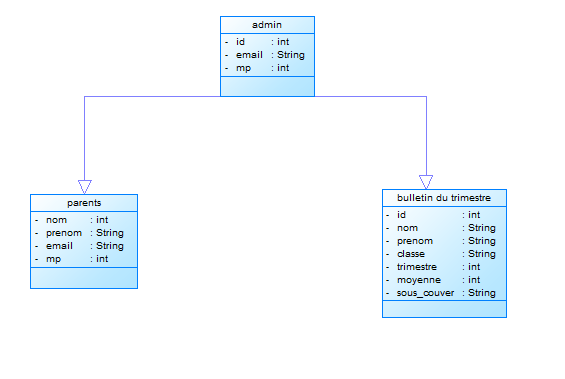 admin
- id : int
- email : String
- mp : int
parents
- nom : int
- prenom : String
- email : String
- mp : int
bulletin du trimestre
- id : int
- nom : String
- prenom : String
- classe : String
- trimestre : int
- moyenne : int
- sous_couver : String